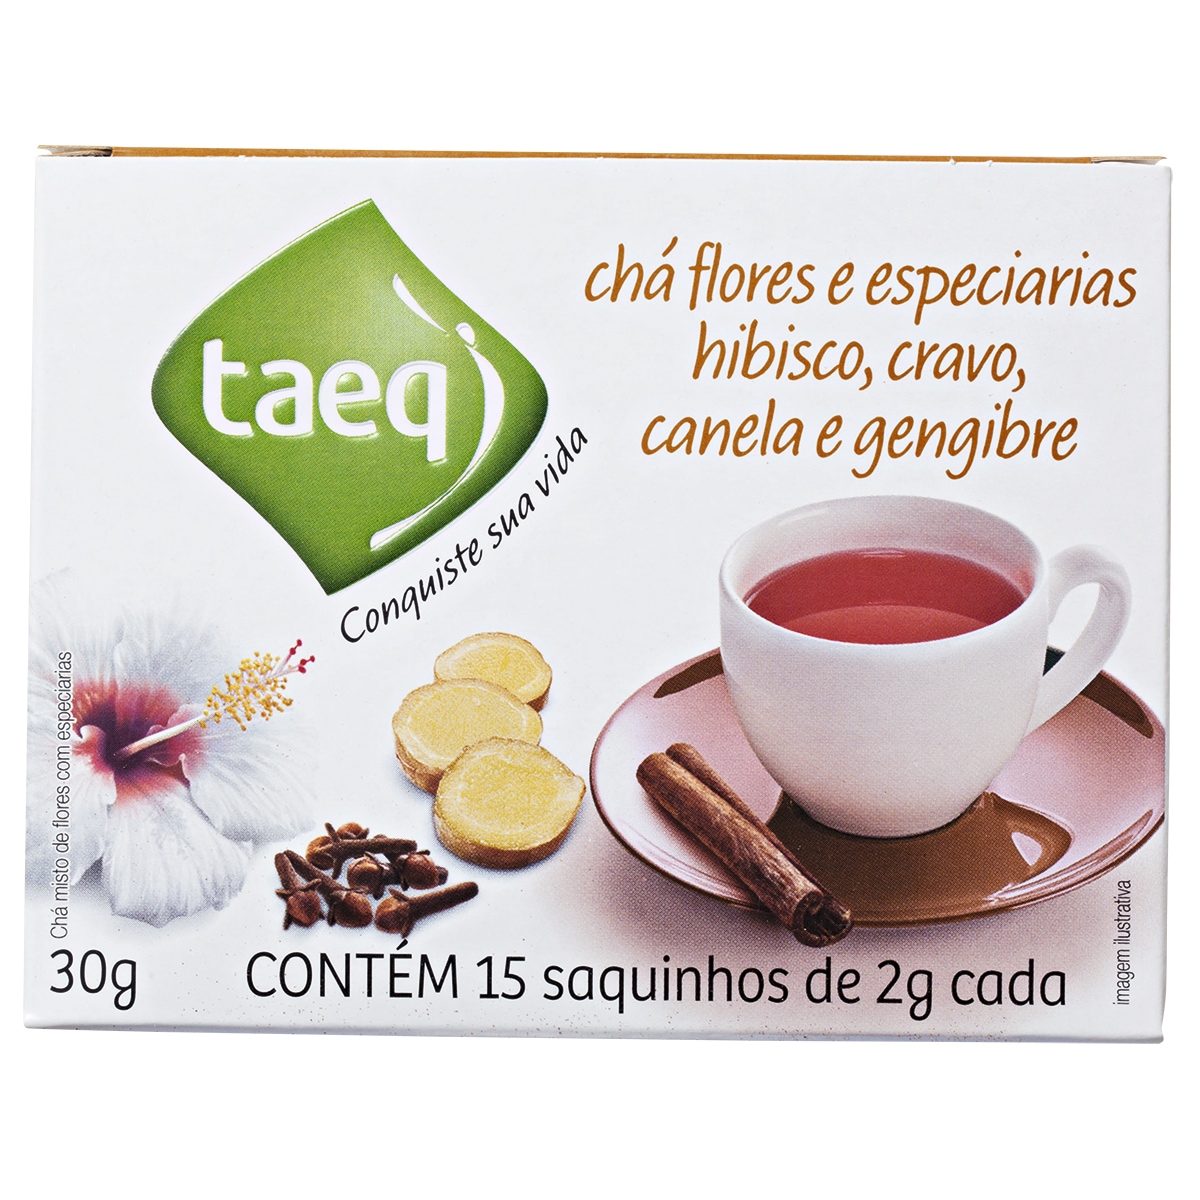 taeq
Conquiste sua vida
chá flores e especiarias
hibisco, cravo,
canela e gengibre
Chá misto de flores com especiarias
30g
CONTÉM 15 saquinhos de 2g cada
imagem ilustrativa